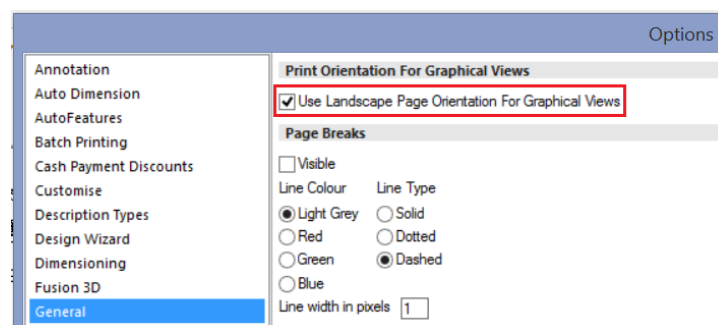 Options
Annotation
Auto Dimension
AutoFeatures
Batch Printing
Cash Payment Discounts
Customise
Description Types
Design Wizard
Dimensioning
Fusion 3D
General
Print Orientation For Graphical Views
Use Landscape Page Orientation For Graphical Views
Page Breaks
Visible
Line Colour Line Type
Light Grey Solid
Red Dotted
Green Dashed
Blue
Line width in pixels 1